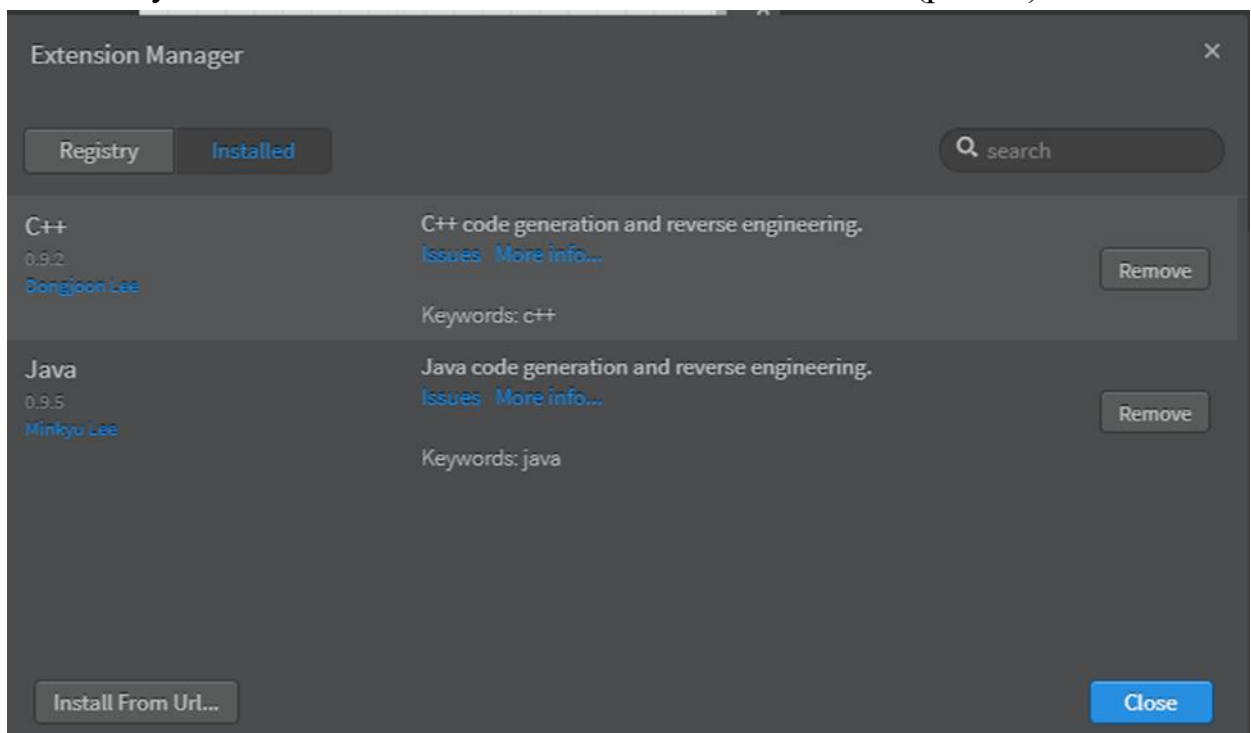 Extension Manager
×
Registry Installed
search
C++
0.9.2
Dongjoon Lee
C++ code generation and reverse engineering.
Issues More info...
Keywords: c++
Remove
Java
0.9.5
Minkyu Lee
Java code generation and reverse engineering.
Issues More info...
Keywords: java
Remove
Install From Url...
Close